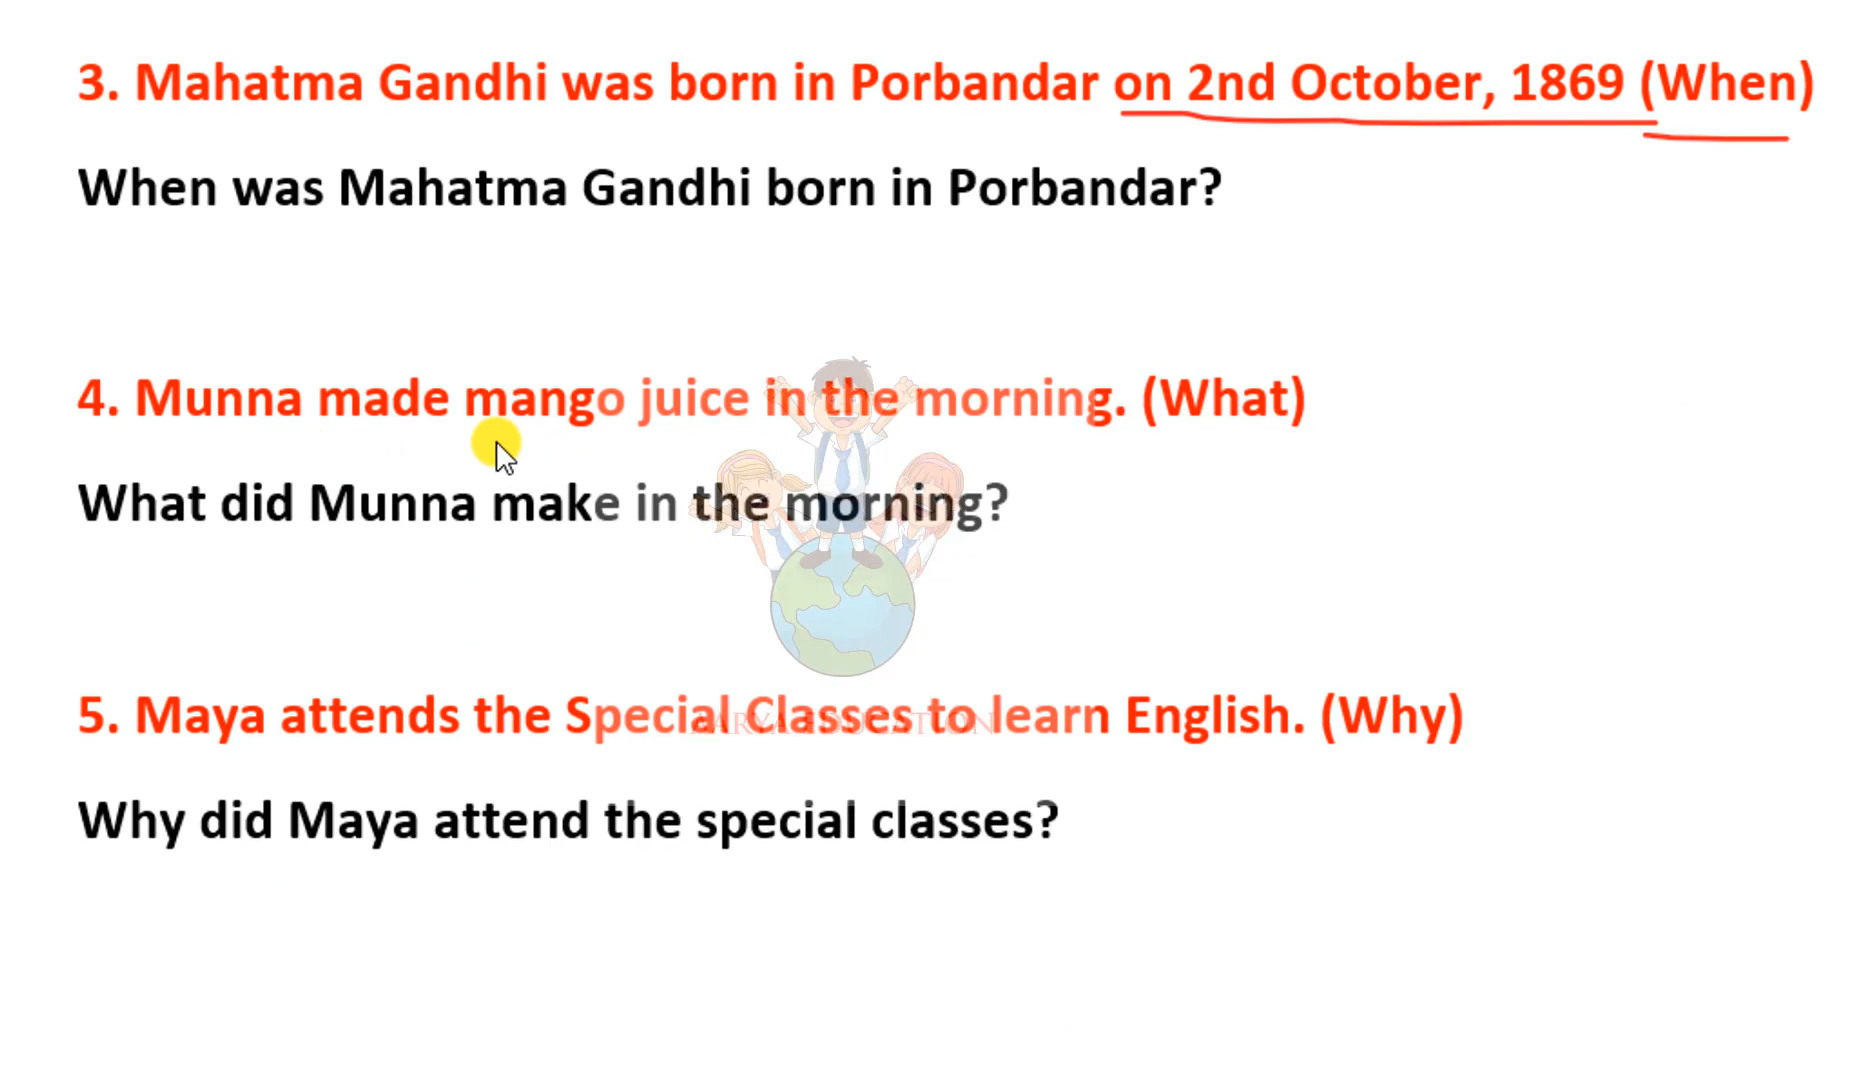 3. Mahatma Gandhi was born in Porbandar on 2nd October, 1869 (When)
When was Mahatma Gandhi born in Porbandar?
4. Munna made mango juice in the morning. (What)
What did Munna make in the morning?
5. Maya attends the Special Classes to learn English. (Why)
AARYA EDUCATION
Why did Maya attend the special classes?